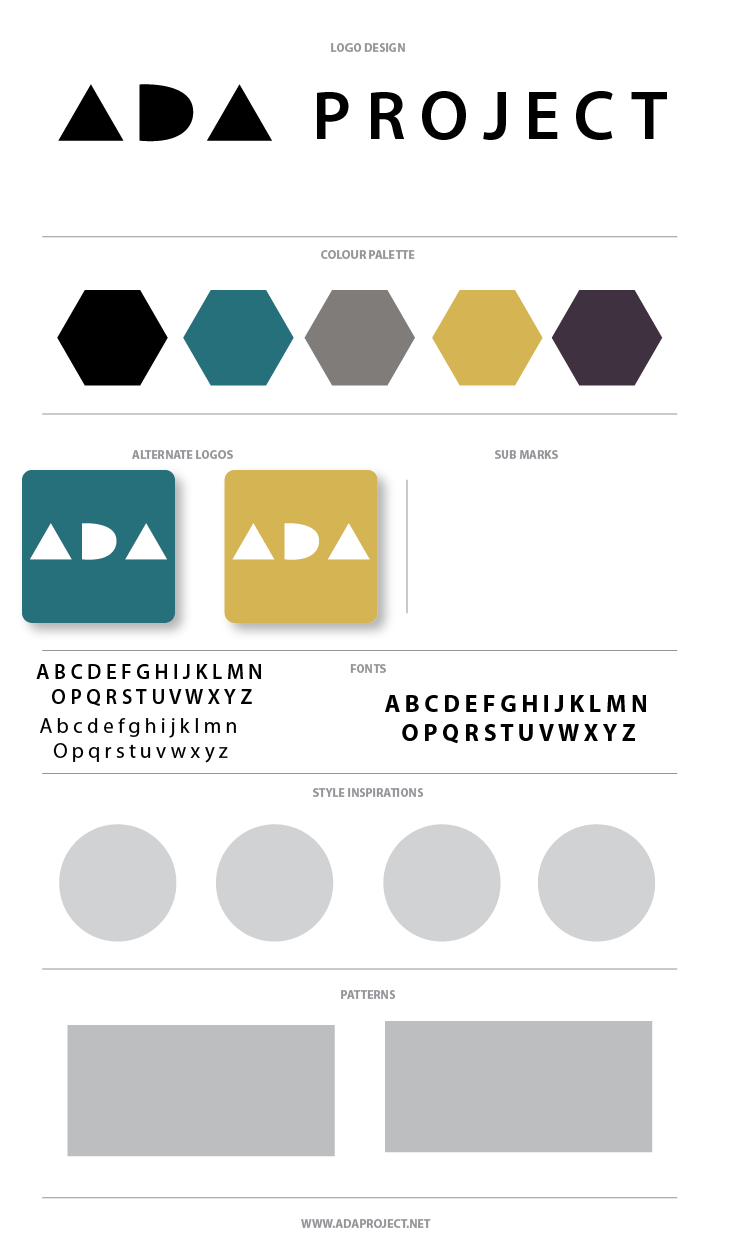 LOGO DESIGN
ADA PROJECT
COLOUR PALETTE
ALTERNATE LOGOS
SUB MARKS
ADA
ADA
FONTS
ABCDEFGHIJKLMN
OPQRSTUVWXYZ
Abcdefghijklmn
Opqrstuvwxyz
ABCDEFGHIJKLMN
OPQRSTUVWXYZ
STYLE INSPIRATIONS
PATTERNS
WWW.ADAPROJECT.NET